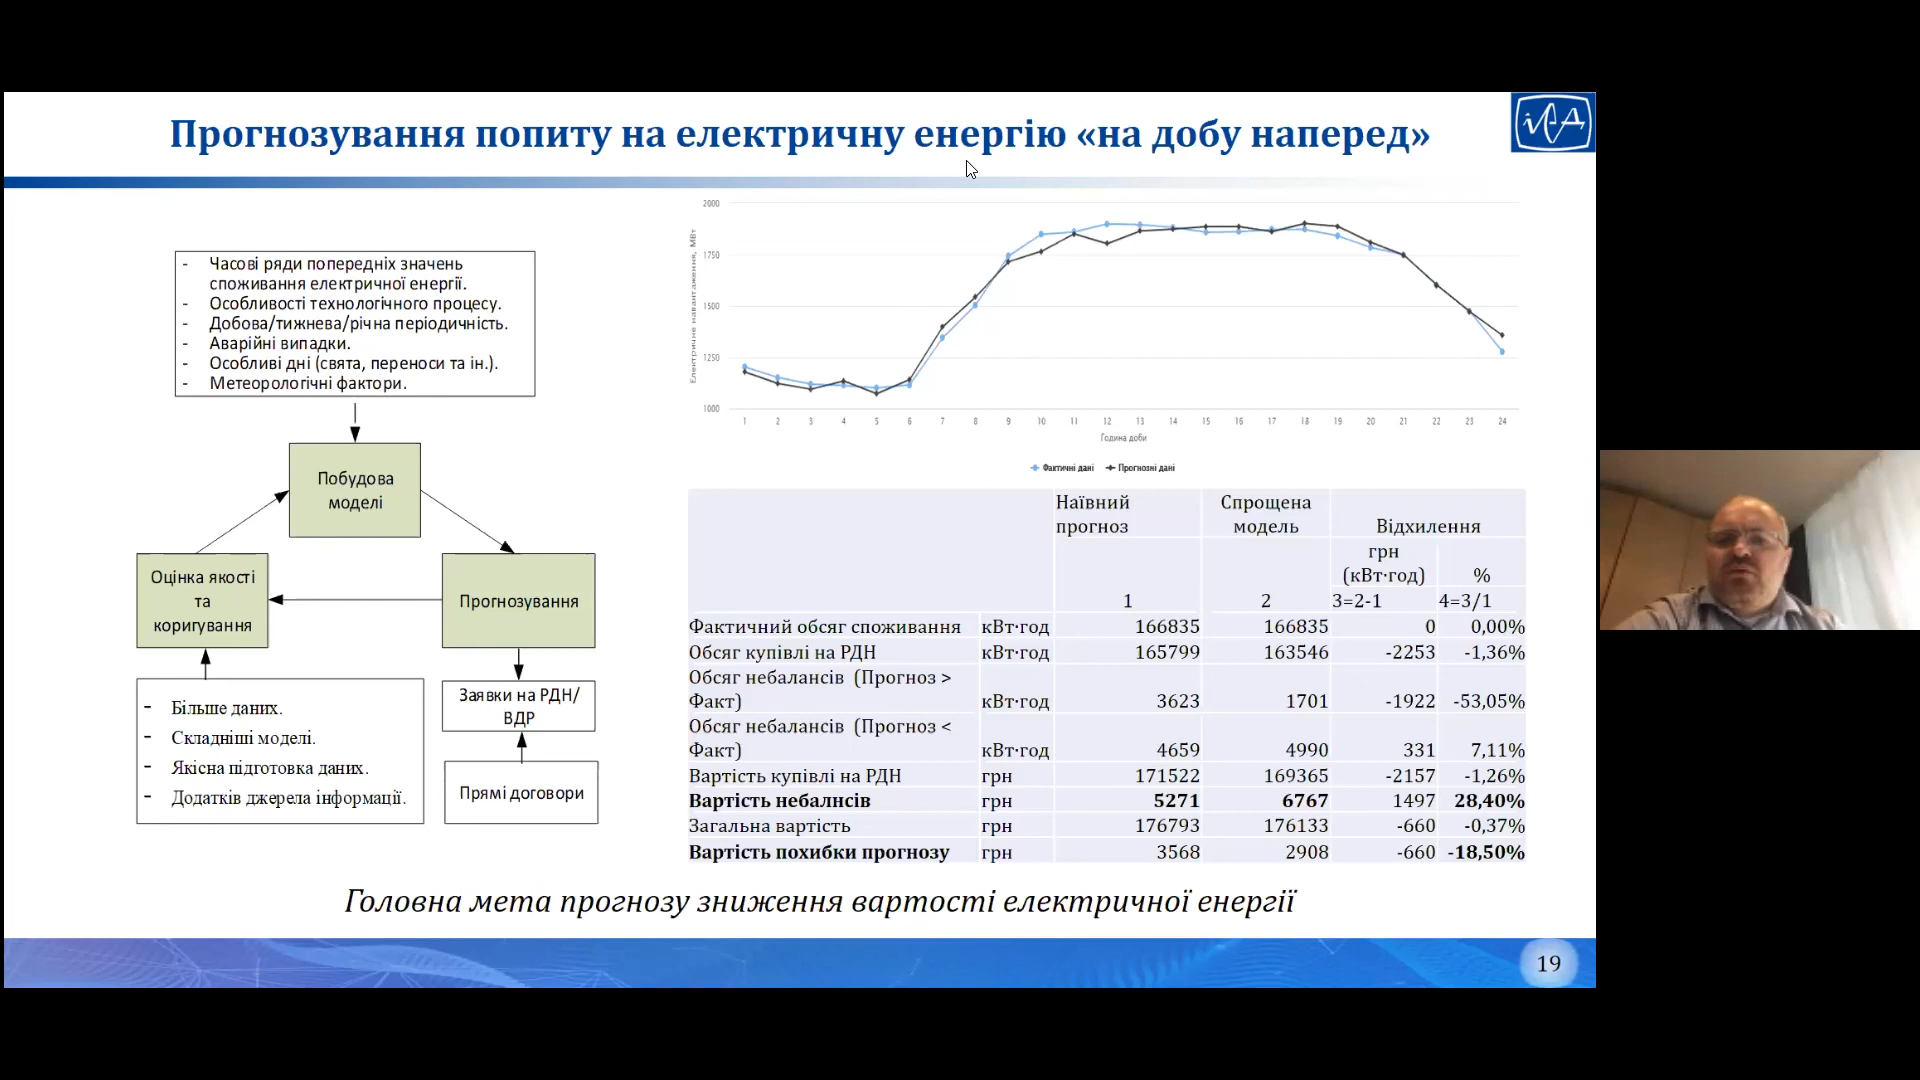 Прогнозування попиту на електричну енергію «на добу наперед»
- Часові ряди попередніх значень
споживання електричної енергії.
- Особливості технологічного процесу.
- Добова/тижнева/річна періодичність.
- Аварійні випадки.
- Особливі дні (свята, переноси та ін.).
- Метеорологічні фактори.
Побудова
моделі
Оцінка якості
та
коригування
Прогнозування
- Більше даних.
- Складніші моделі.
- Якісна підготовка даних.
- Додатків джерела інформації.
Заявки на РДН/
ВДР
Прямі договори
Електричне навантаження, МВт
2000
1750
1500
1250
1000
1 2 3 4 5 6 7 8 9 10 11 12 13 14 15 16 17 18 19 20 21 22 23 24
Година доби
Фактичні дані Прогнозні дані
Наївний
прогноз
Спрощена
модель
Відхилення
грн
(кВт·год) %
1 2 3=2-1 4=3/1
Фактичний обсяг споживання кВт·год 166835 166835 0 0,00%
Обсяг купівлі на РДН кВт·год 165799 163546 -2253 -1,36%
Обсяг небалансів (Прогноз >
Факт) кВт·год 3623 1701 -1922 -53,05%
Обсяг небалансів (Прогноз <
Факт) кВт·год 4659 4990 331 7,11%
Вартість купівлі на РДН грн 171522 169365 -2157 -1,26%
Вартість небалнсів грн 5271 6767 1497 28,40%
Загальна вартість грн 176793 176133 -660 -0,37%
Вартість похибки прогнозу грн 3568 2908 -660 -18,50%
Головна мета прогнозу зниження вартості електричної енергії
19